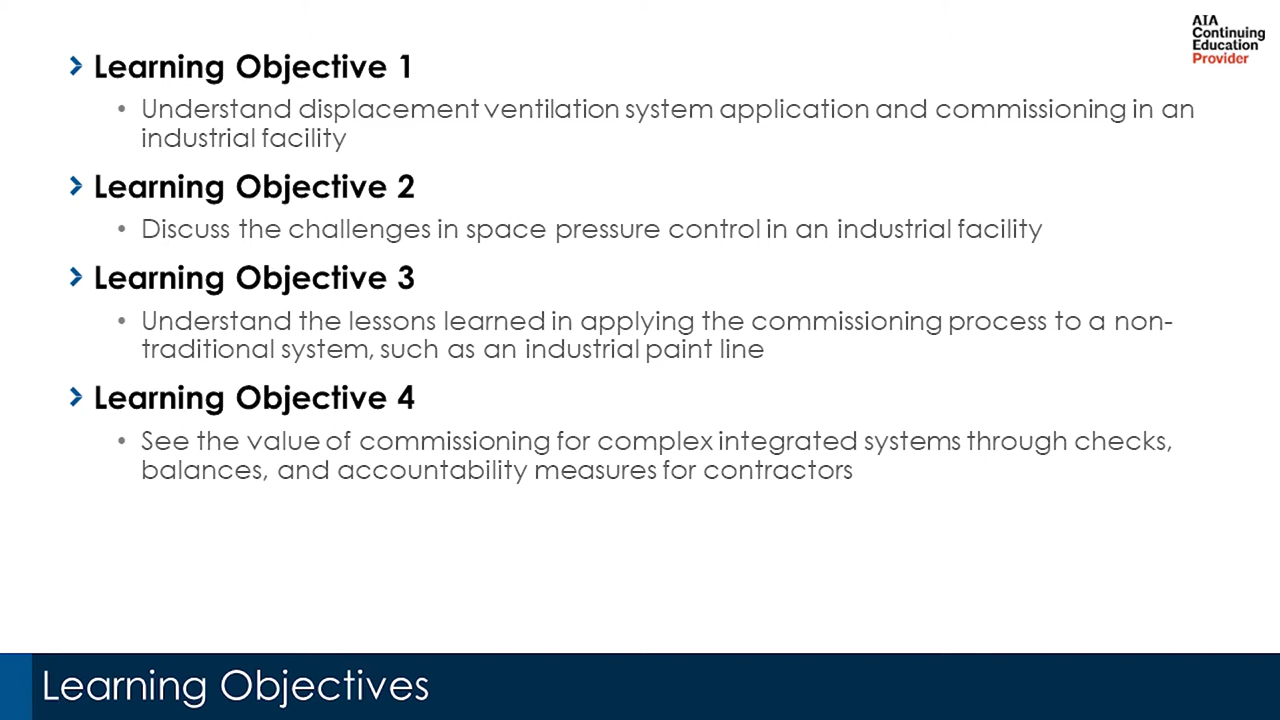 AIA
Continuing
Education
Provider
Learning Objective 1
• Understand displacement ventilation system application and commissioning in an
industrial facility
Learning Objective 2
• Discuss the challenges in space pressure control in an industrial facility
Learning Objective 3
• Understand the lessons learned in applying the commissioning process to a non-
traditional system, such as an industrial paint line
Learning Objective 4
• See the value of commissioning for complex integrated systems through checks,
balances, and accountability measures for contractors
Learning Objectives